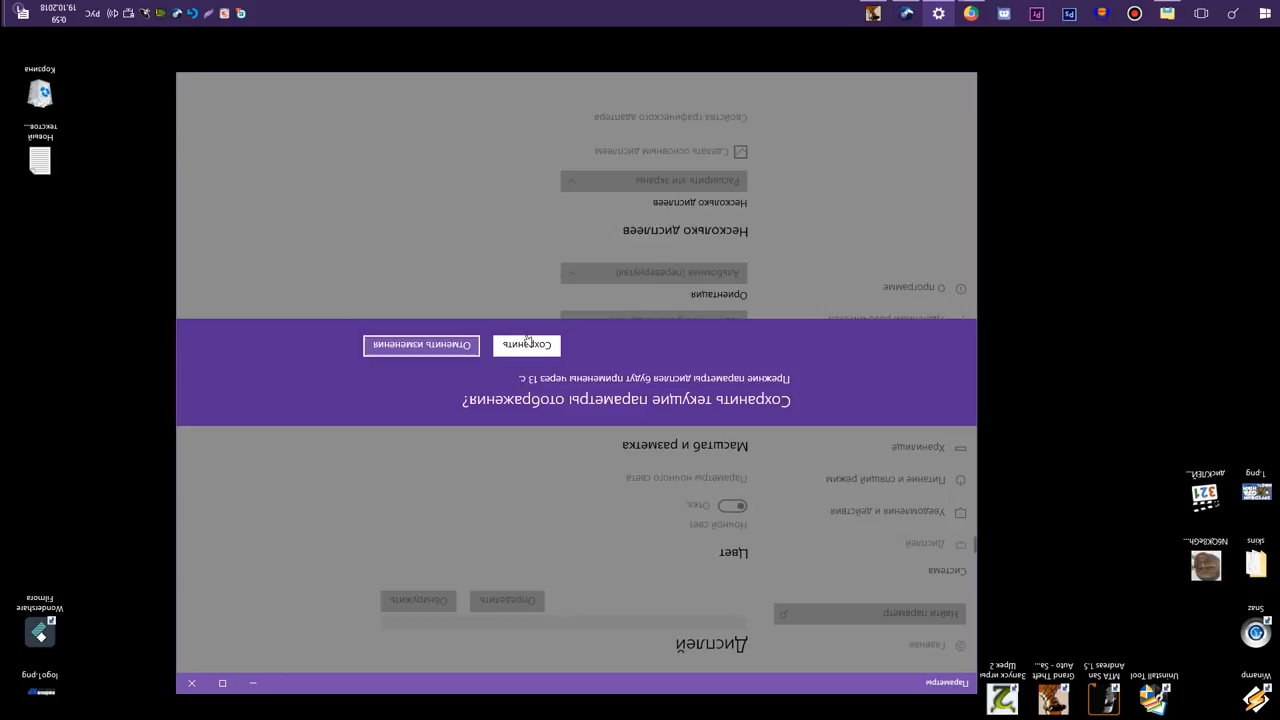 Winamp
Uninstall Tool
MTA San
Andreas 1.5
Grand Theft
Auto - Sa...
Запуск игры
Шрек 2
Snaz
skins
1-png
Параметры
Главная
Найти параметр
Система
Дисплей
Уведомления и действия
Питание и спящий режим
Хранилище
О программе
Дисплей
Определить
Обнаружить
Цвет
Ночной свет
Откл.
Параметры ночного света
Масштаб и разметка
Сохранить текущие параметры отображения?
Прежние параметры дисплея будут применены через 13 с.
Сохранить
Отменить изменения
Ориентация
Альбомная (перевернутая)
Несколько дисплеев
Несколько дисплеев
Расширить эти экраны
Сделать основным дисплеем
Свойства графического адаптера
logo1-png
Wondershare
Filmora
Новый
текстов...
Корзина
РУС
19.10.2018